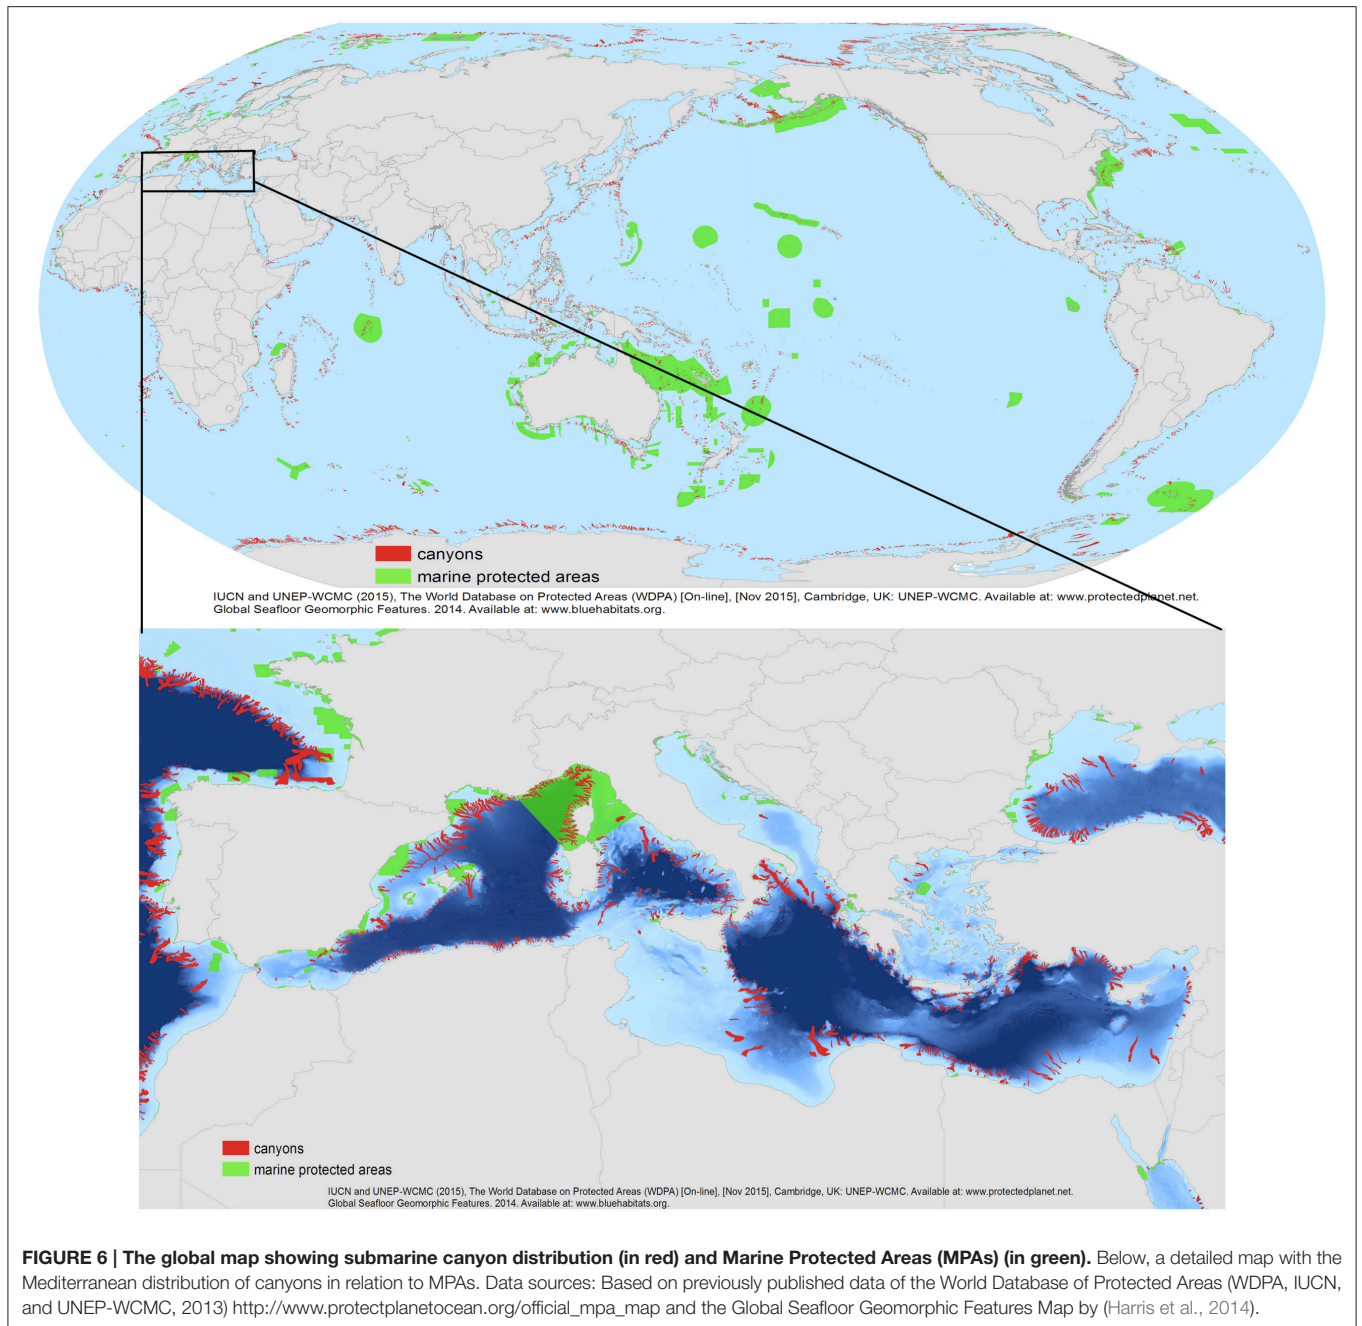 canyons
marine protected areas
IUCN and UNEP-WCMC (2015), The World Database on Protected Areas (WDPA) [On-line], [Nov 2015], Cambridge, UK: UNEP-WCMC. Available at: www.protectedplanet.net.
Global Seafloor Geomorphic Features. 2014. Available at: www.bluehabitats.org.
canyons
marine protected areas
IUCN and UNEP-WCMC (2015), The World Database on Protected Areas (WDPA) [On-line], [Nov 2015], Cambridge, UK: UNEP-WCMC. Available at: www.protectedplanet.net.
Global Seafloor Geomorphic Features. 2014. Available at: www.bluehabitats.org.
FIGURE 6 | The global map showing submarine canyon distribution (in red) and Marine Protected Areas (MPAs) (in green). Below, a detailed map with the
Mediterranean distribution of canyons in relation to MPAs. Data sources: Based on previously published data of the World Database of Protected Areas (WDPA, IUCN,
and UNEP-WCMC, 2013) http://www.protectplanetocean.org/official_mpa_map and the Global Seafloor Geomorphic Features Map by (Harris et al., 2014).